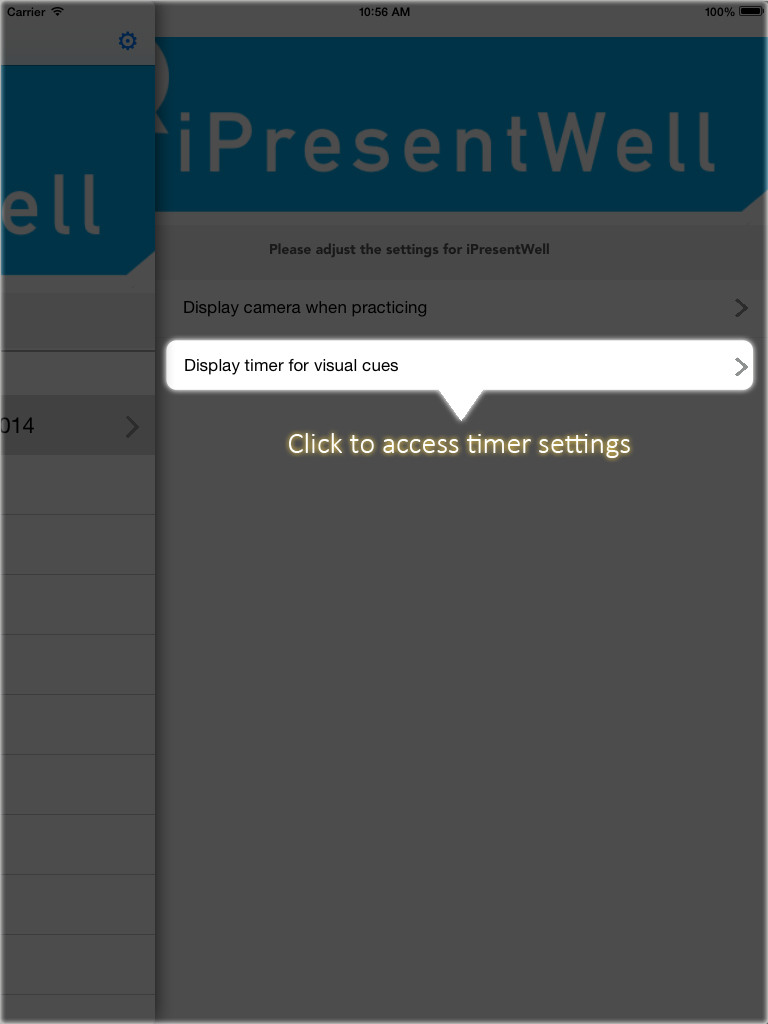 Carrier
10:56 AM
100%
iPresentWell
ell
Please adjust the settings for iPresentWell
Display camera when practicing
Display timer for visual cues
014
Click to access timer settings